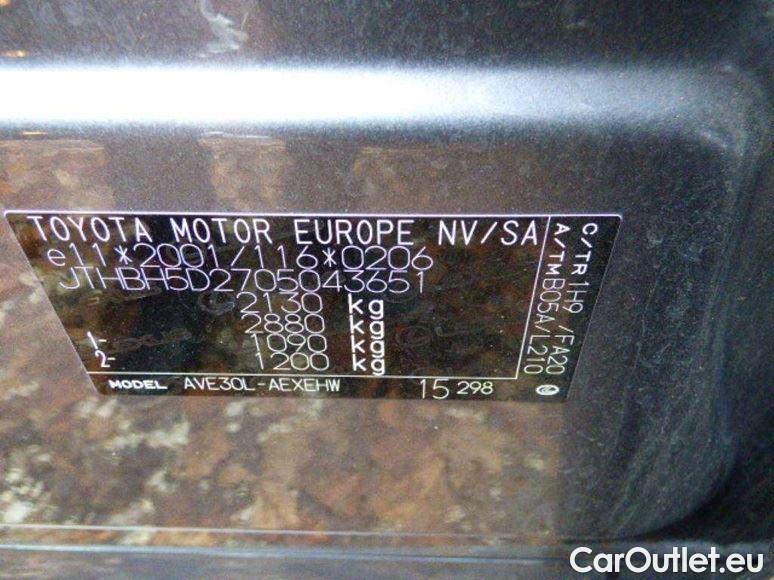 TOYOTA MOTOR EUROPE NV/SA
e11*2001/116*0206
JTHBH5D2705043651
2130 kg
2880 kg
1- 1090 kg
2- 1200 kg
MODEL AVE30L-AEXEHW 15 298
C/TR 1H9 /FA20
A/TM B05A/L210
CarOutlet.eu